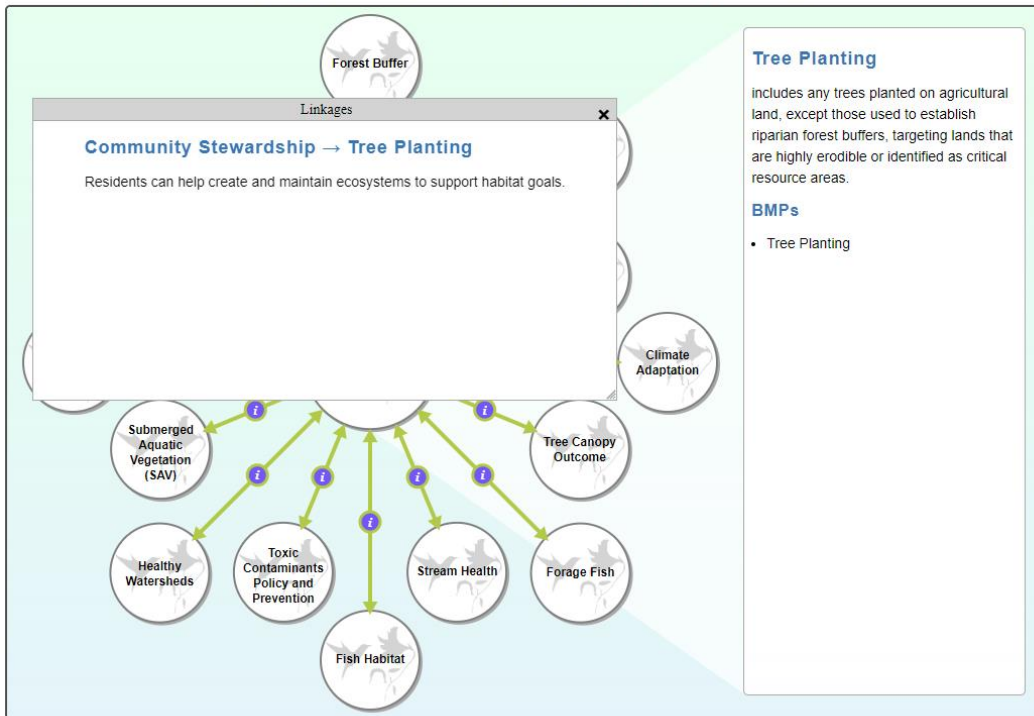 Forest Buffer
Linkages
×
Community Stewardship → Tree Planting
Residents can help create and maintain ecosystems to support habitat goals.
Tree Planting
includes any trees planted on agricultural
land, except those used to establish
riparian forest buffers, targeting lands that
are highly erodible or identified as critical
resource areas.
BMPs
• Tree Planting
Climate
Adaptation
i
i
Submerged
Aquatic
Vegetation
(SAV)
Tree Canopy
Outcome
i
i
i
i
i
Healthy
Watersheds
Toxic
Contaminants
Policy and
Prevention
Stream Health
Forage Fish
Fish Habitat